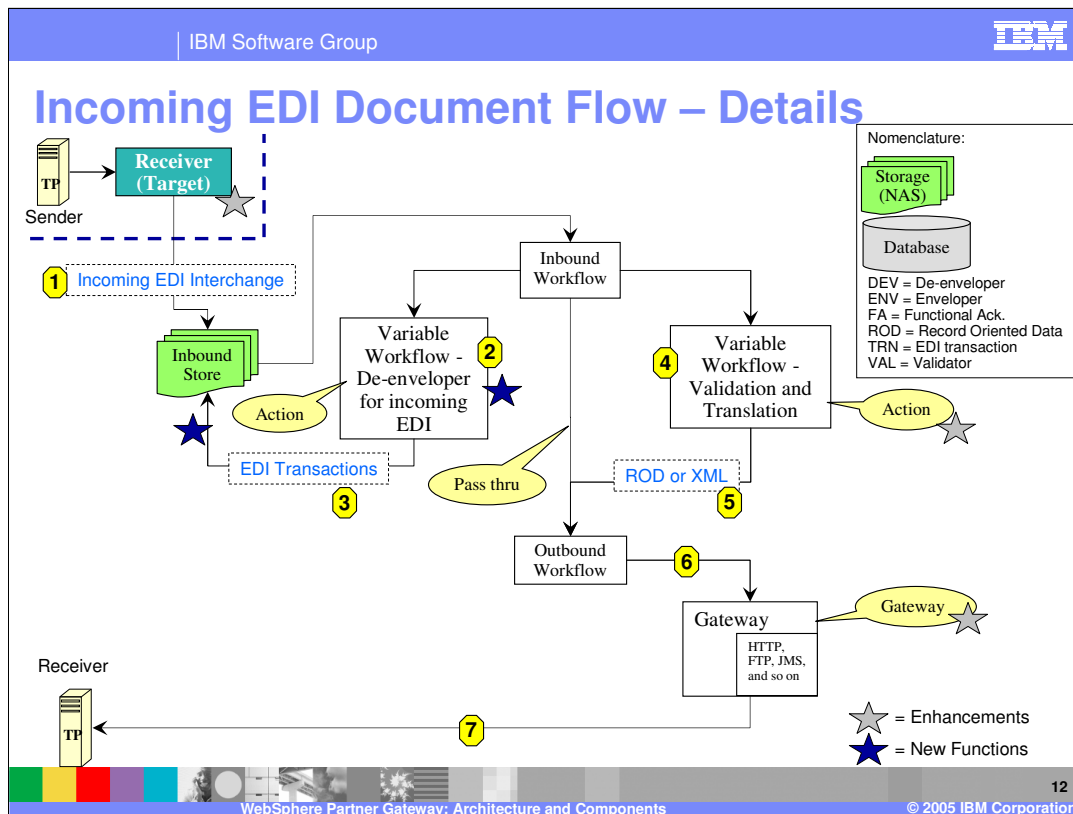 IBM Software Group
IBM
Incoming EDI Document Flow – Details
TP
Sender
Receiver
(Target)
Nomenclature:
Storage
(NAS)
Database
DEV = De-enveloper
ENV = Enveloper
FA = Functional Ack.
ROD = Record Oriented Data
TRN = EDI transaction
VAL = Validator
1
Incoming EDI Interchange
Inbound
Workflow
Inbound
Store
Variable
Workflow -
De-enveloper
for incoming
EDI
2
Action
4
Variable
Workflow -
Validation and
Translation
Action
EDI Transactions
3
Pass thru
ROD or XML
5
Outbound
Workflow
6
Gateway
HTTP,
FTP, JMS,
and so on
Gateway
Receiver
TP
7
= Enhancements
= New Functions
12
WebSphere Partner Gateway: Architecture and Components
© 2005 IBM Corporation